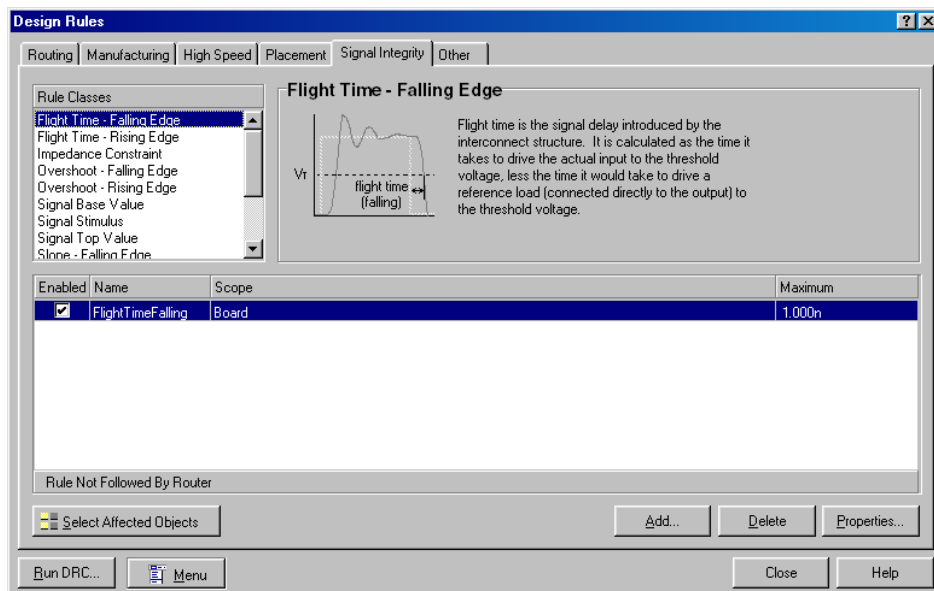 Design Rules
Routing Manufacturing High Speed Placement Signal Integrity Other
Rule Classes
Flight Time - Falling Edge
Flight Time - Rising Edge
Impedance Constraint
Overshoot - Falling Edge
Overshoot - Rising Edge
Signal Base Value
Signal Stimulus
Signal Top Value
Slope - Falling Edge
Flight Time - Falling Edge
VT
flight time
(falling)
Flight time is the signal delay introduced by the
interconnect structure. It is calculated as the time it
takes to drive the actual input to the threshold
voltage, less the time it would take to drive a
reference load (connected directly to the output) to
the threshold voltage.
Enabled Name Scope Maximum
FlightTimeFalling Board 1.000n
Rule Not Followed By Router
Select Affected Objects Add... Delete Properties...
Run DRC... Menu Close Help